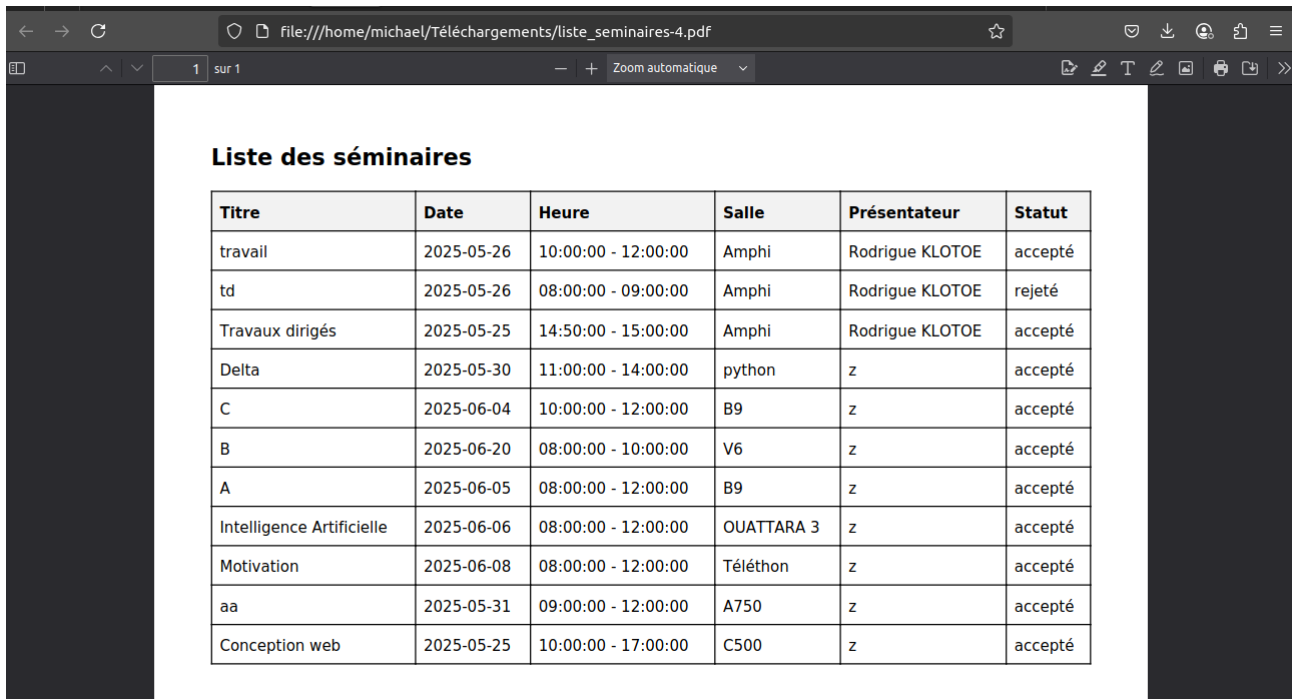 file:///home/michael/Téléchargements/liste_seminaires-4.pdf
1 sur 1 Zoom automatique
Liste des séminaires
Titre Date Heure Salle Présentateur Statut
travail 2025-05-26 10:00:00 - 12:00:00 Amphi Rodrigue KLOTOE accepté
td 2025-05-26 08:00:00 - 09:00:00 Amphi Rodrigue KLOTOE rejeté
Travaux dirigés 2025-05-25 14:50:00 - 15:00:00 Amphi Rodrigue KLOTOE accepté
Delta 2025-05-30 11:00:00 - 14:00:00 python z accepté
C 2025-06-04 10:00:00 - 12:00:00 B9 z accepté
B 2025-06-20 08:00:00 - 10:00:00 V6 z accepté
A 2025-06-05 08:00:00 - 12:00:00 B9 z accepté
Intelligence Artificielle 2025-06-06 08:00:00 - 12:00:00 OUATTARA 3 z accepté
Motivation 2025-06-08 08:00:00 - 12:00:00 Téléthon z accepté
aa 2025-05-31 09:00:00 - 12:00:00 A750 z accepté
Conception web 2025-05-25 10:00:00 - 17:00:00 C500 z accepté